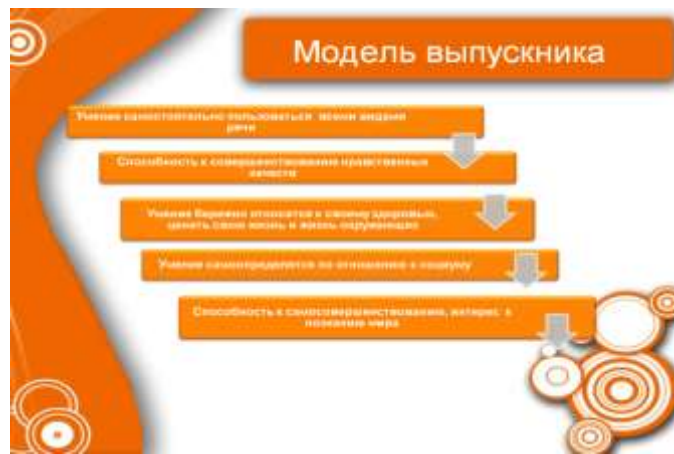 Модель выпускника
Умение самостоятельно пользоваться всеми видами
речи
Способность к совершенствованию нравственных
качеств
Умение бережно относится к своему здоровью,
ценить свою жизнь и жизнь окружающих
Умение самоопределятся по отношению к социуму
Способность к самосовершенствованию, интерес к
познанию мира